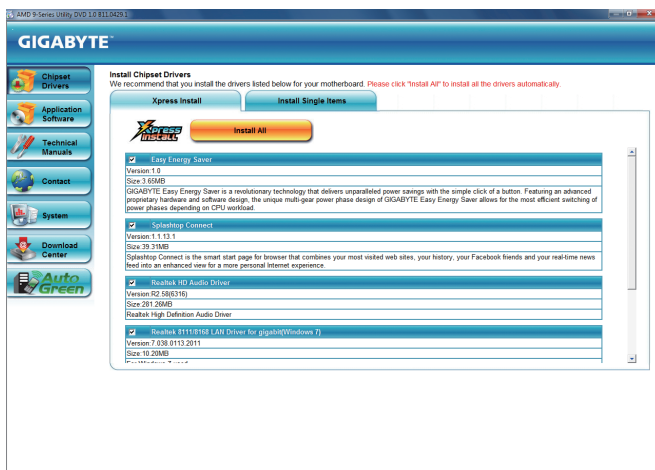 AMD 9-Series Utility DVD 1.0 B11.0429.1
GIGABYTE™
Chipset
Drivers
Application
Software
Technical
Manuals
Contact
System
Download
Center
Auto
Green
Install Chipset Drivers
We recommend that you install the drivers listed below for your motherboard. Please click "Install All" to install all the drivers automatically.
Xpress Install
Install Single Items
Xpress
INSTALL
Install All
Easy Energy Saver
Version:1.0
Size:3.65MB
GIGABYTE Easy Energy Saver is a revolutionary technology that delivers unparalleled power savings with the simple click of a button. Featuring an advanced
proprietary hardware and software design, the unique multi-gear power phase design of GIGABYTE Easy Energy Saver allows for the most efficient switching of
power phases depending on CPU workload.
Splashtop Connect
Version:1.1.13.1
Size:39.31MB
Splashtop Connect is the smart start page for browser that combines your most visited web sites, your history, your Facebook friends and your real-time news
feed into an enhanced view for a more personal Internet experience.
Realtek HD Audio Driver
Version:R2.58(6316)
Size:281.26MB
Realtek High Definition Audio Driver
Realtek 8111/8168 LAN Driver for gigabit(Windows 7)
Version:7.038.0113.2011
Size:10.20MB